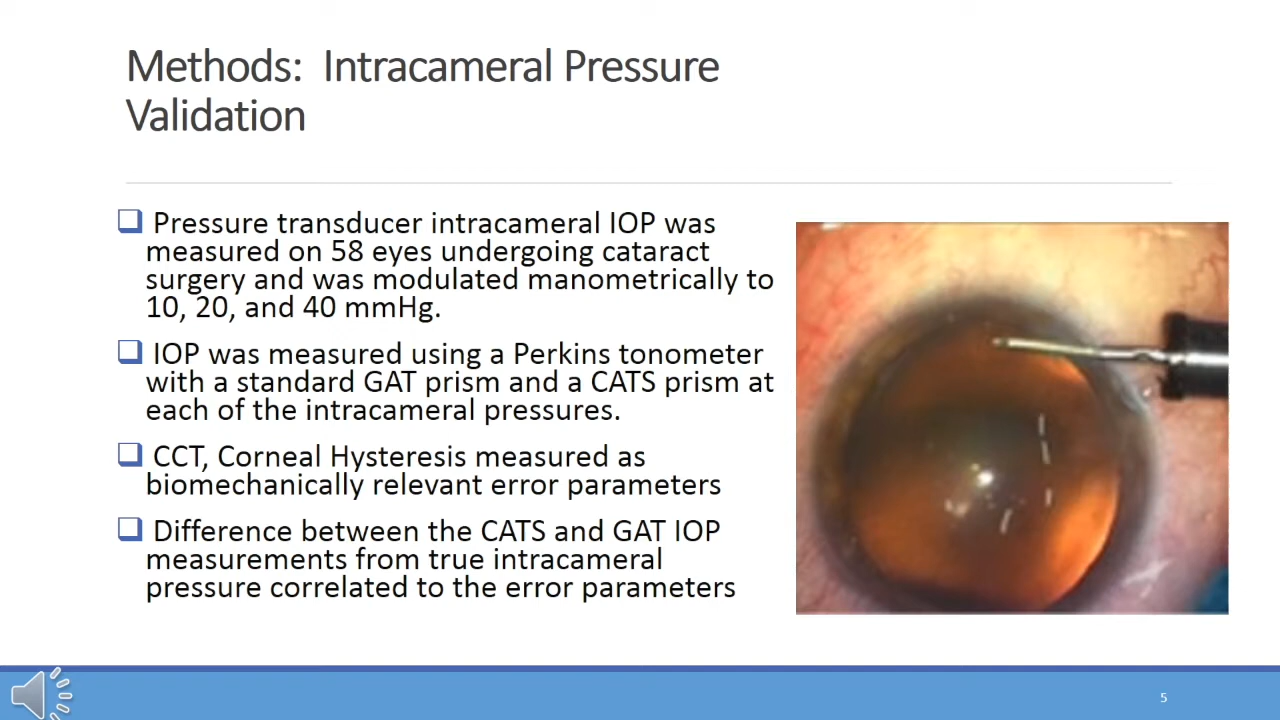 Methods:  Intracameral Pressure
Validation
Pressure transducer intracameral IOP was
measured on 58 eyes undergoing cataract
surgery and was modulated manometrically to
10, 20, and 40 mmHg.
IOP was measured using a Perkins tonometer
with a standard GAT prism and a CATS prism at
each of the intracameral pressures.
CCT, Corneal Hysteresis measured as
biomechanically relevant error parameters
Difference between the CATS and GAT IOP
measurements from true intracameral
pressure correlated to the error parameters
5